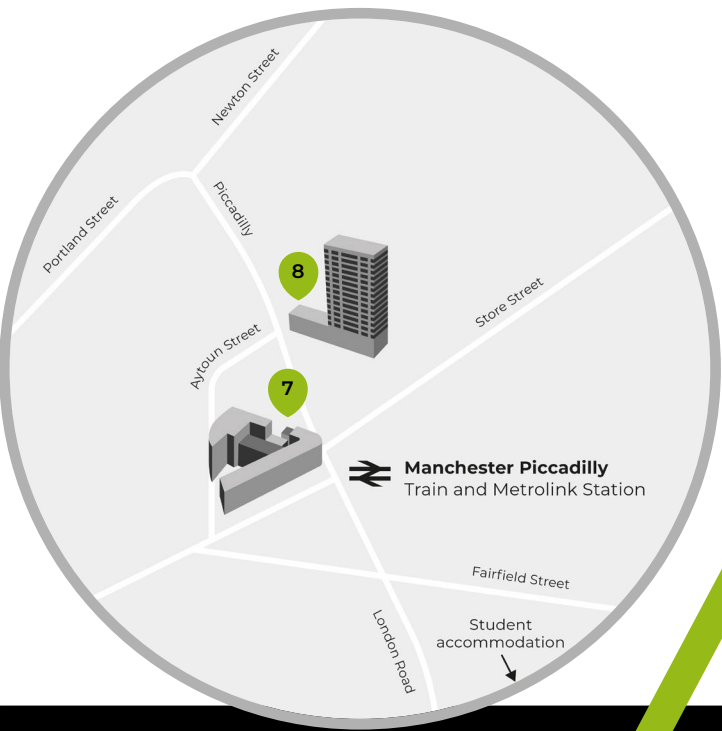 Newton Street
Piccadilly
Portland Street
8
Store Street
Aytoun Street
7
Manchester Piccadilly
Train and Metrolink Station
Fairfield Street
Student
accommodation
London Road